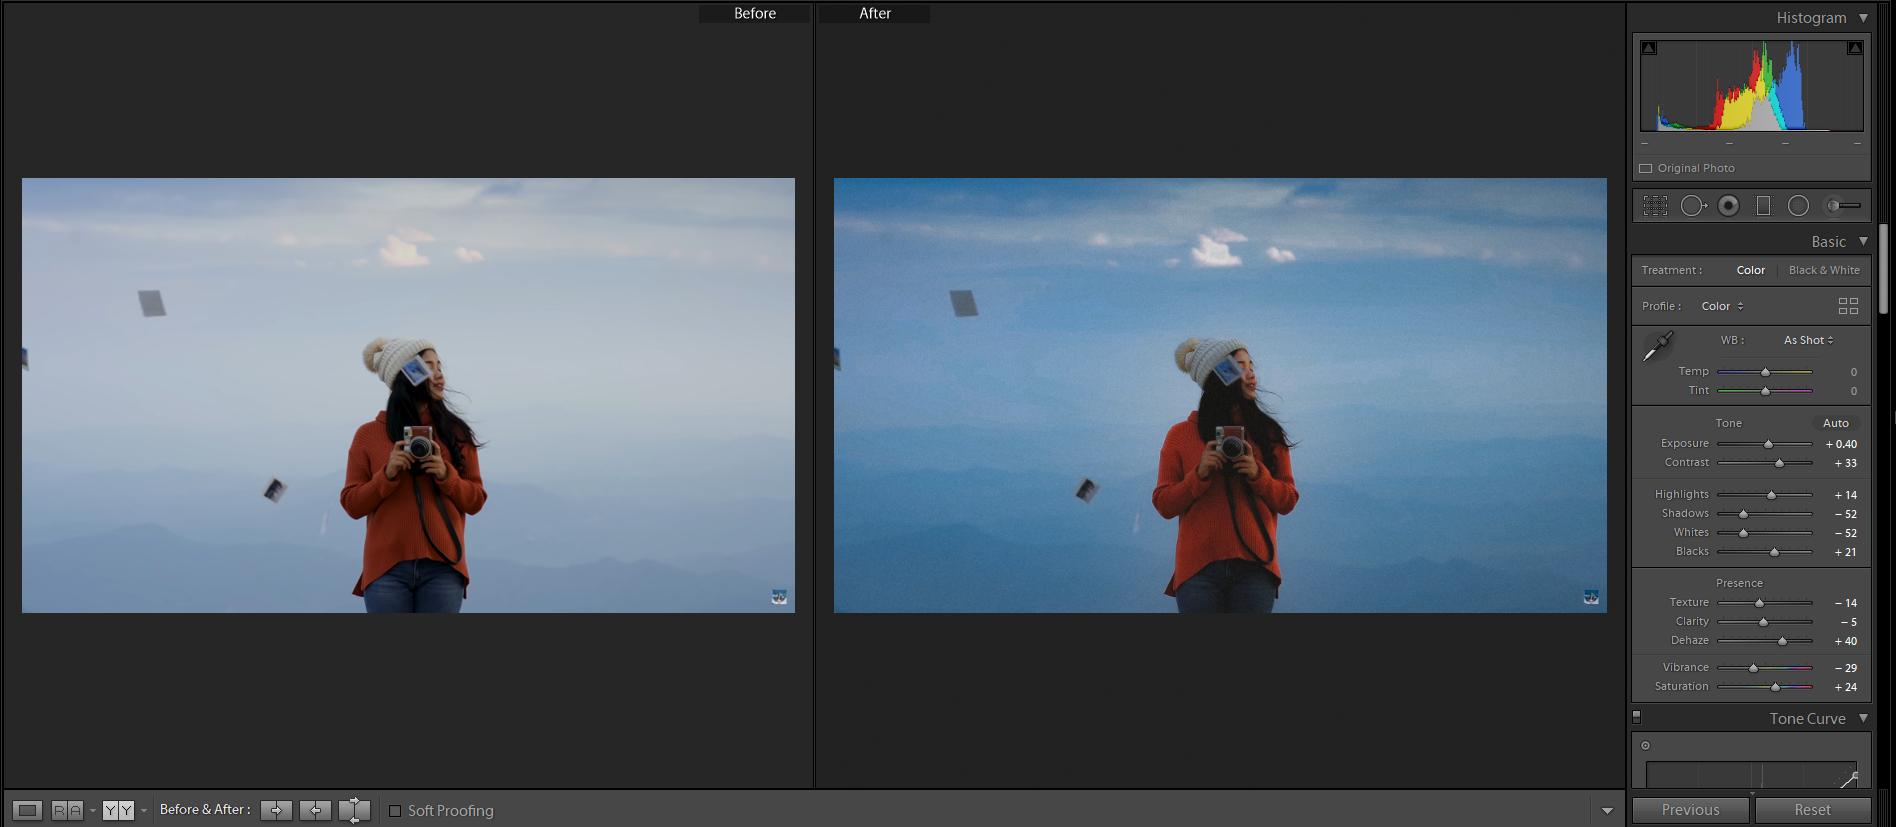 Before
After
Histogram
Original Photo
Basic
Treatment : Color Black & White
Profile : Color
WB : As Shot
Temp 0
Tint 0
Tone Auto
Exposure + 0.40
Contrast + 33
Highlights + 14
Shadows − 52
Whites − 52
Blacks + 21
Presence
Texture − 14
Clarity − 5
Dehaze + 40
Vibrance − 29
Saturation + 24
Tone Curve
R A
Y Y
Before & After :
Soft Proofing
Previous
Reset